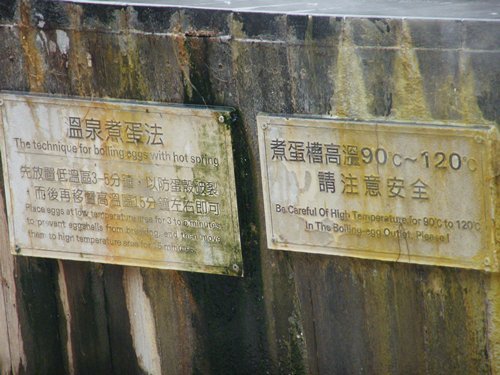 溫泉煮蛋法
The technique for boiling eggs with hot spring
先放置低溫區3-5分鐘，以防蛋殼破裂
而後再移置高溫區15分鐘左右即可
Place eggs at low temperature area for 3 to 5 minutes
to prevent eggshells from breaking, and then move
them to high temperature area for 15 minutes
煮蛋槽高溫90℃~120℃
請注意安全
Be Careful Of High Temperature for 90℃ to 120℃
In The Boiling-egg Outlet, Please !